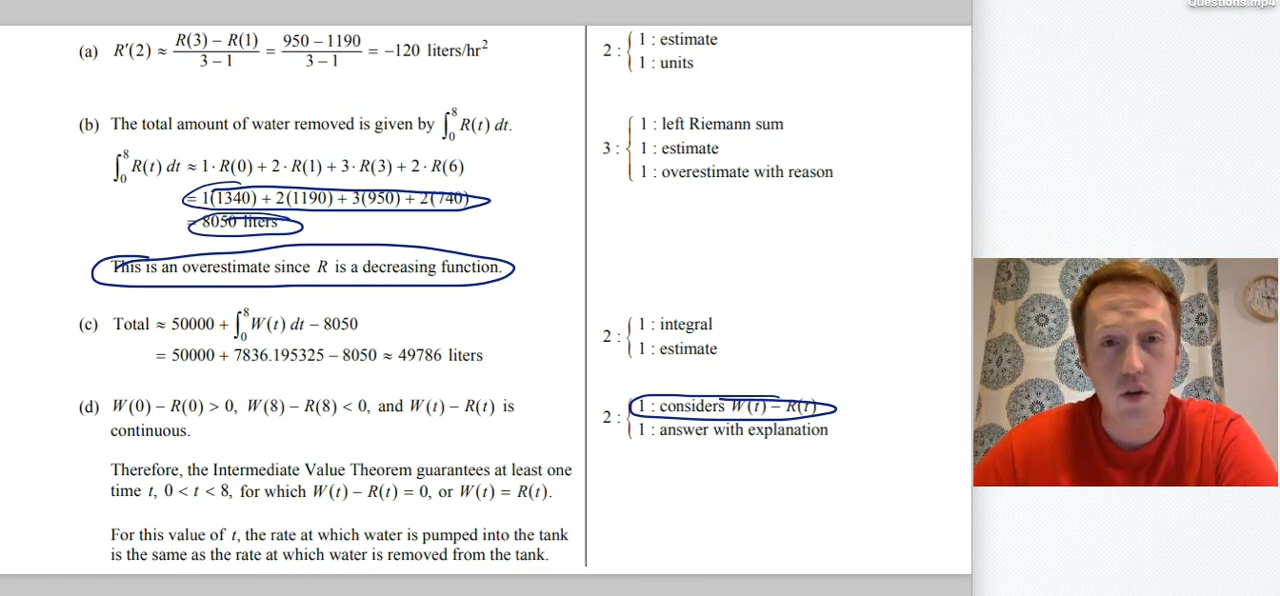 Questions.mp4
(a) R′(2) ≈ R(3) − R(1) / 3 − 1 = 950 − 1190 / 3 − 1 = −120 liters/hr²
2 : { 1 : estimate
1 : units
(b) The total amount of water removed is given by ∫₀⁸ R(t) dt.
∫₀⁸ R(t) dt ≈ 1 · R(0) + 2 · R(1) + 3 · R(3) + 2 · R(6)
= 1(1340) + 2(1190) + 3(950) + 2(740)
= 8050 liters
This is an overestimate since R is a decreasing function.
3 : { 1 : left Riemann sum
1 : estimate
1 : overestimate with reason
(c) Total ≈ 50000 + ∫₀⁸ W(t) dt − 8050
= 50000 + 7836.195325 − 8050 ≈ 49786 liters
2 : { 1 : integral
1 : estimate
(d) W(0) − R(0) > 0, W(8) − R(8) < 0, and W(t) − R(t) is
continuous.
Therefore, the Intermediate Value Theorem guarantees at least one
time t, 0 < t < 8, for which W(t) − R(t) = 0, or W(t) = R(t).
For this value of t, the rate at which water is pumped into the tank
is the same as the rate at which water is removed from the tank.
2 : { 1 : considers W(t) − R(t)
1 : answer with explanation